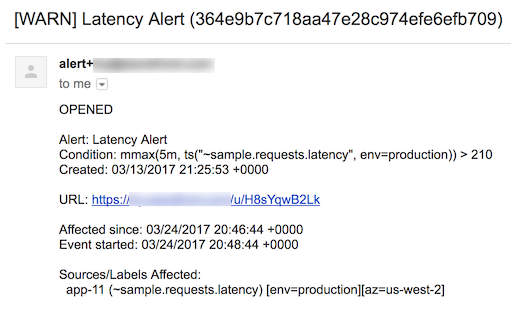 [WARN] Latency Alert (364e9b7c718aa47e28c974efe6efb709)
alert+
to me
OPENED
Alert: Latency Alert
Condition: mmax(5m, ts("~sample.requests.latency", env=production)) > 210
Created: 03/13/2017 21:25:53 +0000
URL: https:/ /u/H8sYqwB2Lk
Affected since: 03/24/2017 20:46:44 +0000
Event started: 03/24/2017 20:48:44 +0000
Sources/Labels Affected:
app-11 (~sample.requests.latency) [env=production][az=us-west-2]